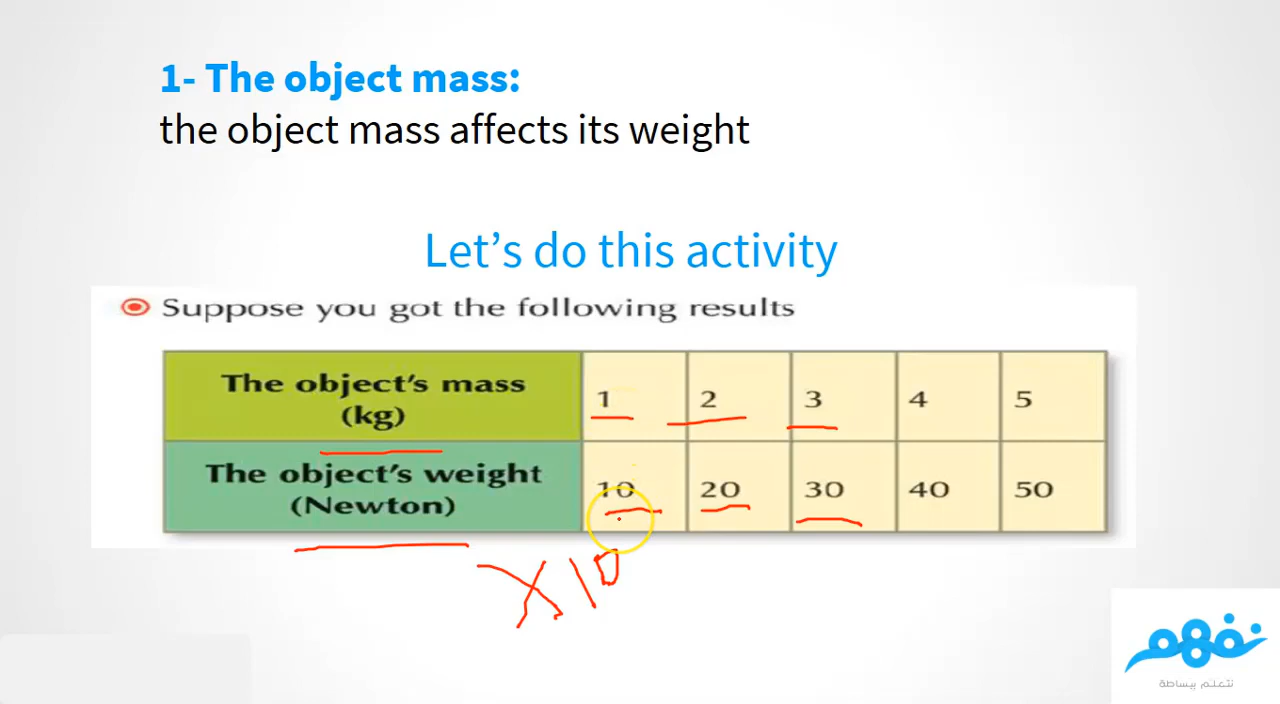 1- The object mass:
the object mass affects its weight
Let's do this activity
Suppose you got the following results
The object's mass (kg) 1 2 3 4 5
The object's weight (Newton) 10 20 30 40 50
X10
نفهم
نتعلم ببساطة